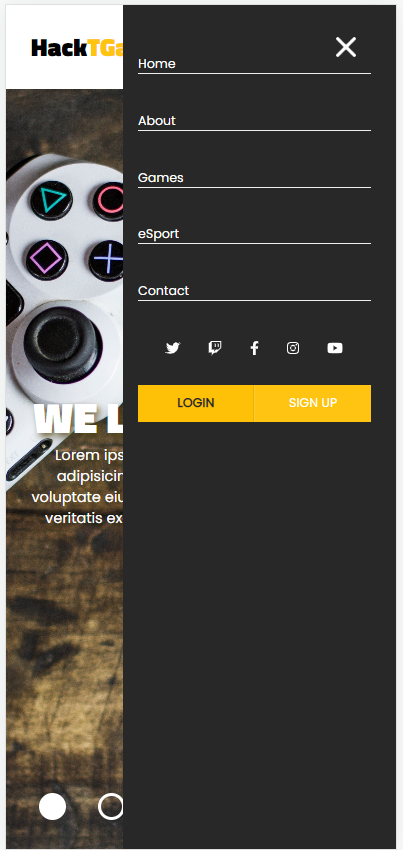 HackTGa
Home
About
Games
eSport
Contact
LOGIN SIGN UP
WE L
Lorem ips
adipisicin
voluptate eiu
veritatis ex